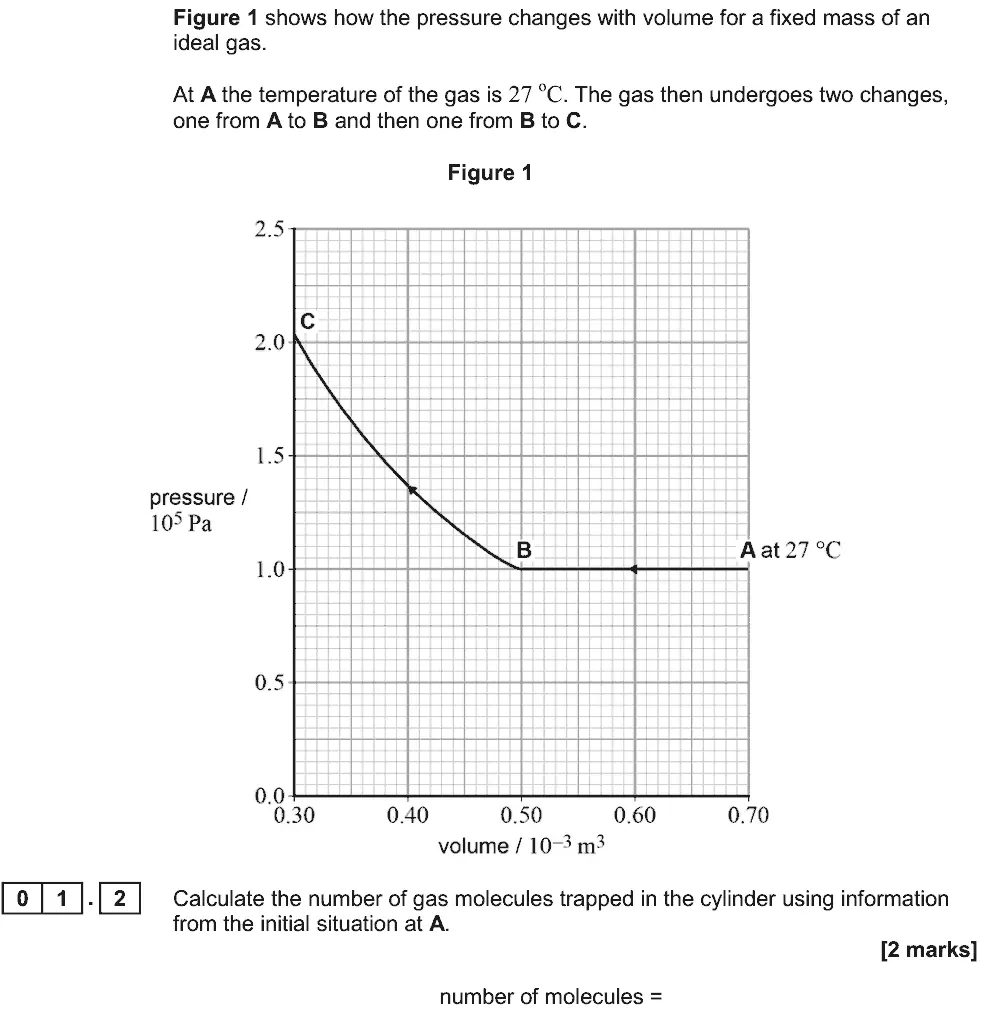 Figure 1 shows how the pressure changes with volume for a fixed mass of an
ideal gas.
At A the temperature of the gas is 27 °C. The gas then undergoes two changes,
one from A to B and then one from B to C.
Figure 1
2.5
C
2.0
1.5
pressure /
10⁵ Pa
B
A at 27 °C
1.0
0.5
0.0
0.30 0.40 0.50 0.60 0.70
volume / 10⁻³ m³
0 1 . 2 Calculate the number of gas molecules trapped in the cylinder using information
from the initial situation at A.
[2 marks]
number of molecules =